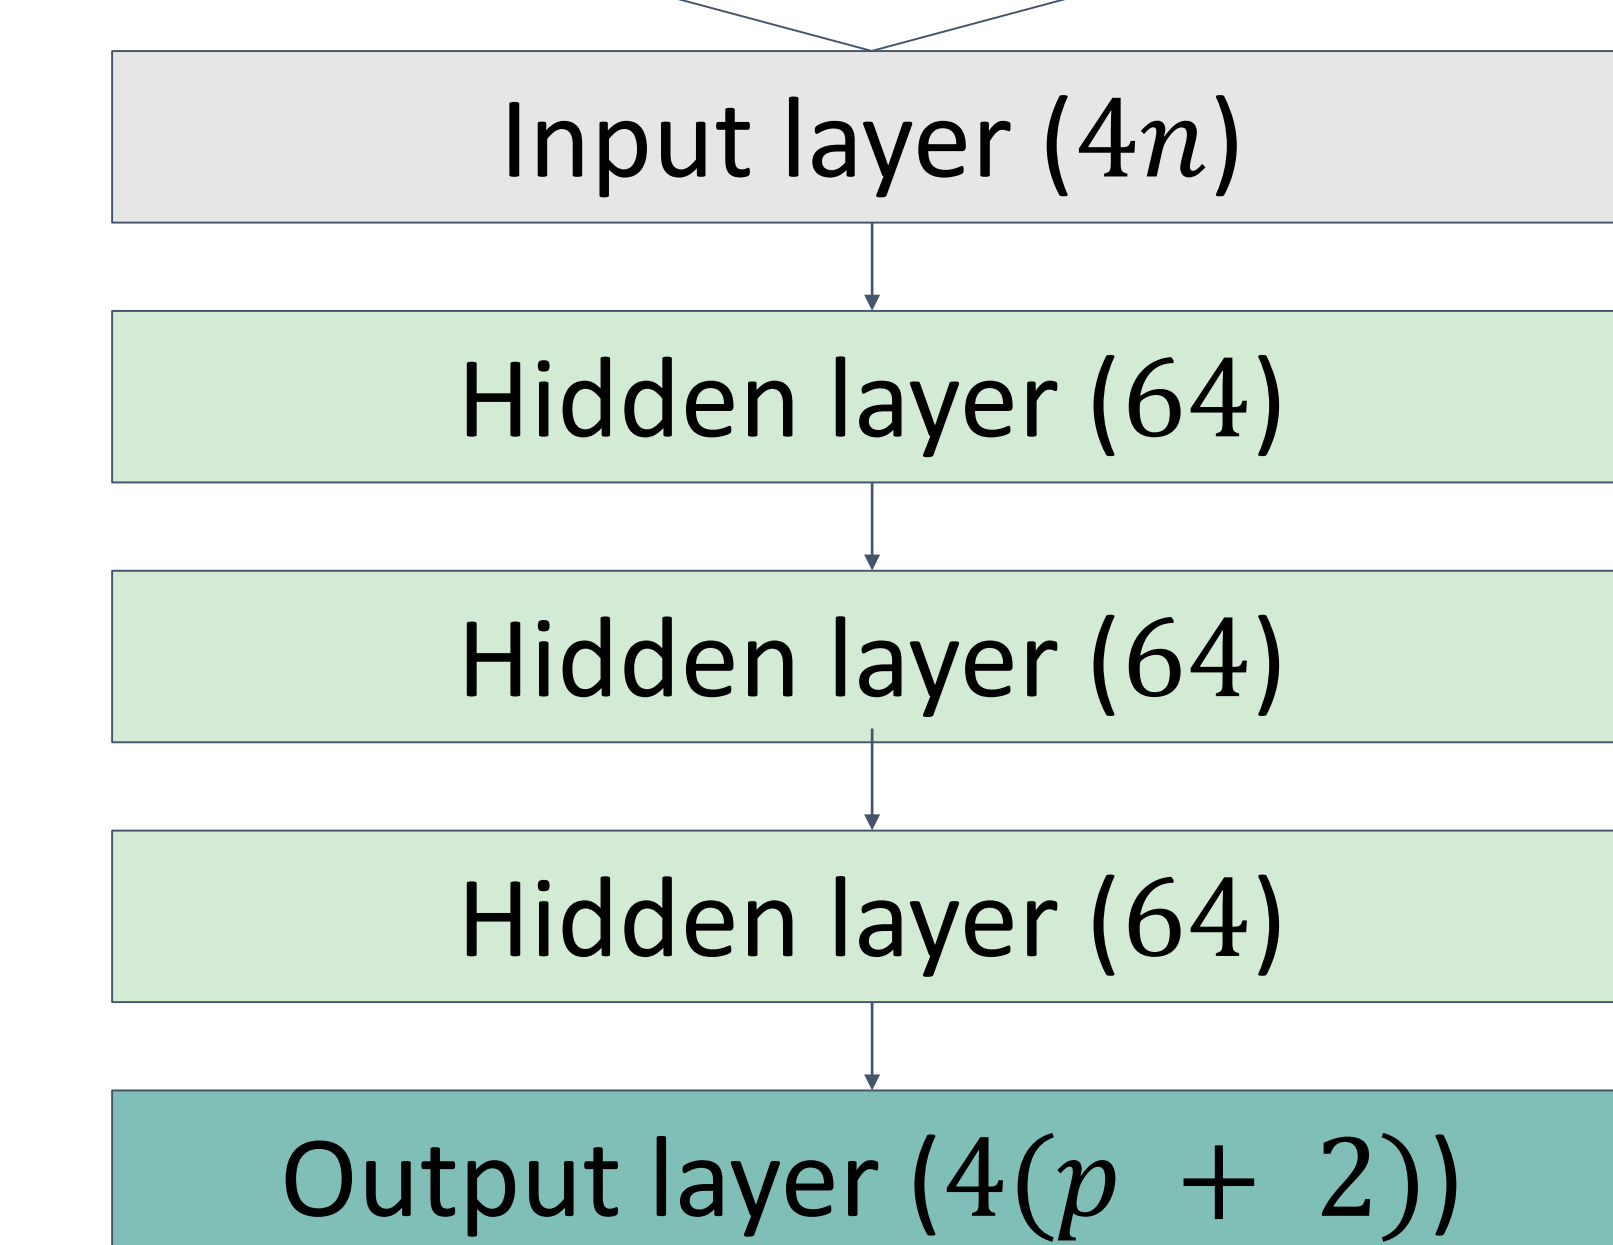 Input layer (4n)
Hidden layer (64)
Hidden layer (64)
Hidden layer (64)
Output layer (4(p + 2))